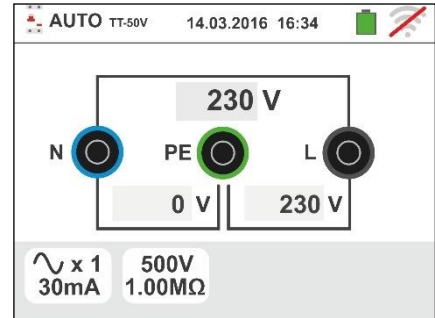 AUTO TT-50V 14.03.2016 16:34
230 V
N PE L
0 V 230 V
x 1 500V
30mA 1.00MΩ